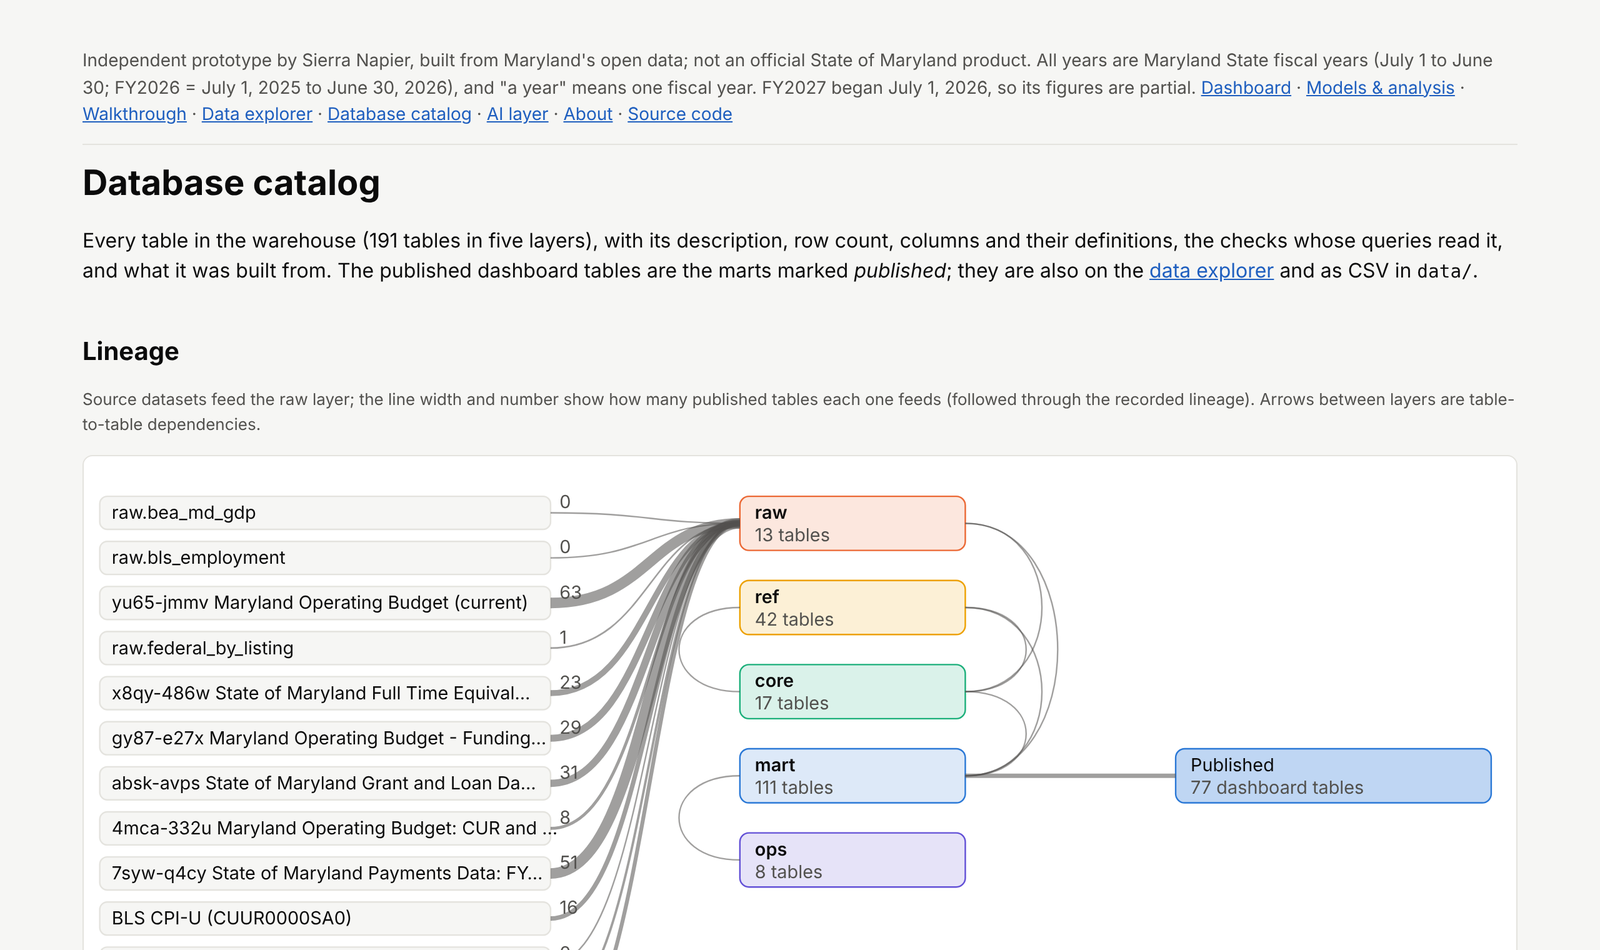 Independent prototype by Sierra Napier, built from Maryland's open data; not an official State of Maryland product. All years are Maryland State fiscal years (July 1 to June
30; FY2026 = July 1, 2025 to June 30, 2026), and "a year" means one fiscal year. FY2027 began July 1, 2026, so its figures are partial. Dashboard · Models & analysis ·
Walkthrough · Data explorer · Database catalog · AI layer · About · Source code
Database catalog
Every table in the warehouse (191 tables in five layers), with its description, row count, columns and their definitions, the checks whose queries read it,
and what it was built from. The published dashboard tables are the marts marked published; they are also on the data explorer and as CSV in data/.
Lineage
Source datasets feed the raw layer; the line width and number show how many published tables each one feeds (followed through the recorded lineage). Arrows between layers are table-
to-table dependencies.
raw.bea_md_gdp
0
raw.bls_employment
0
yu65-jmmv Maryland Operating Budget (current)
63
raw.federal_by_listing
1
x8qy-486w State of Maryland Full Time Equival...
23
gy87-e27x Maryland Operating Budget - Funding...
29
absk-avps State of Maryland Grant and Loan Da...
31
4mca-332u Maryland Operating Budget: CUR and ...
8
7syw-q4cy State of Maryland Payments Data: FY...
51
BLS CPI-U (CUUR0000SA0)
16
raw
13 tables
ref
42 tables
core
17 tables
mart
111 tables
ops
8 tables
Published
77 dashboard tables